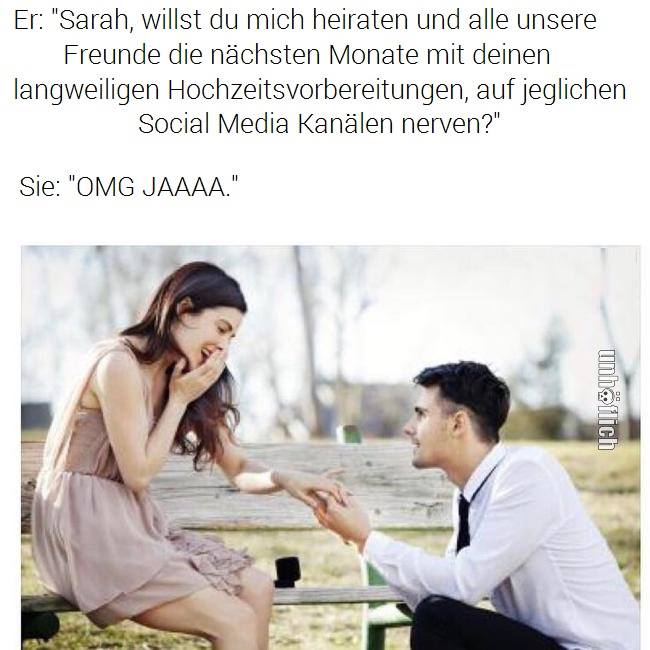 Er: "Sarah, willst du mich heiraten und alle unsere
Freunde die nächsten Monate mit deinen
langweiligen Hochzeitsvorbereitungen, auf jeglichen
Social Media Kanälen nerven?"
Sie: "OMG JAAAA."
unhöflich